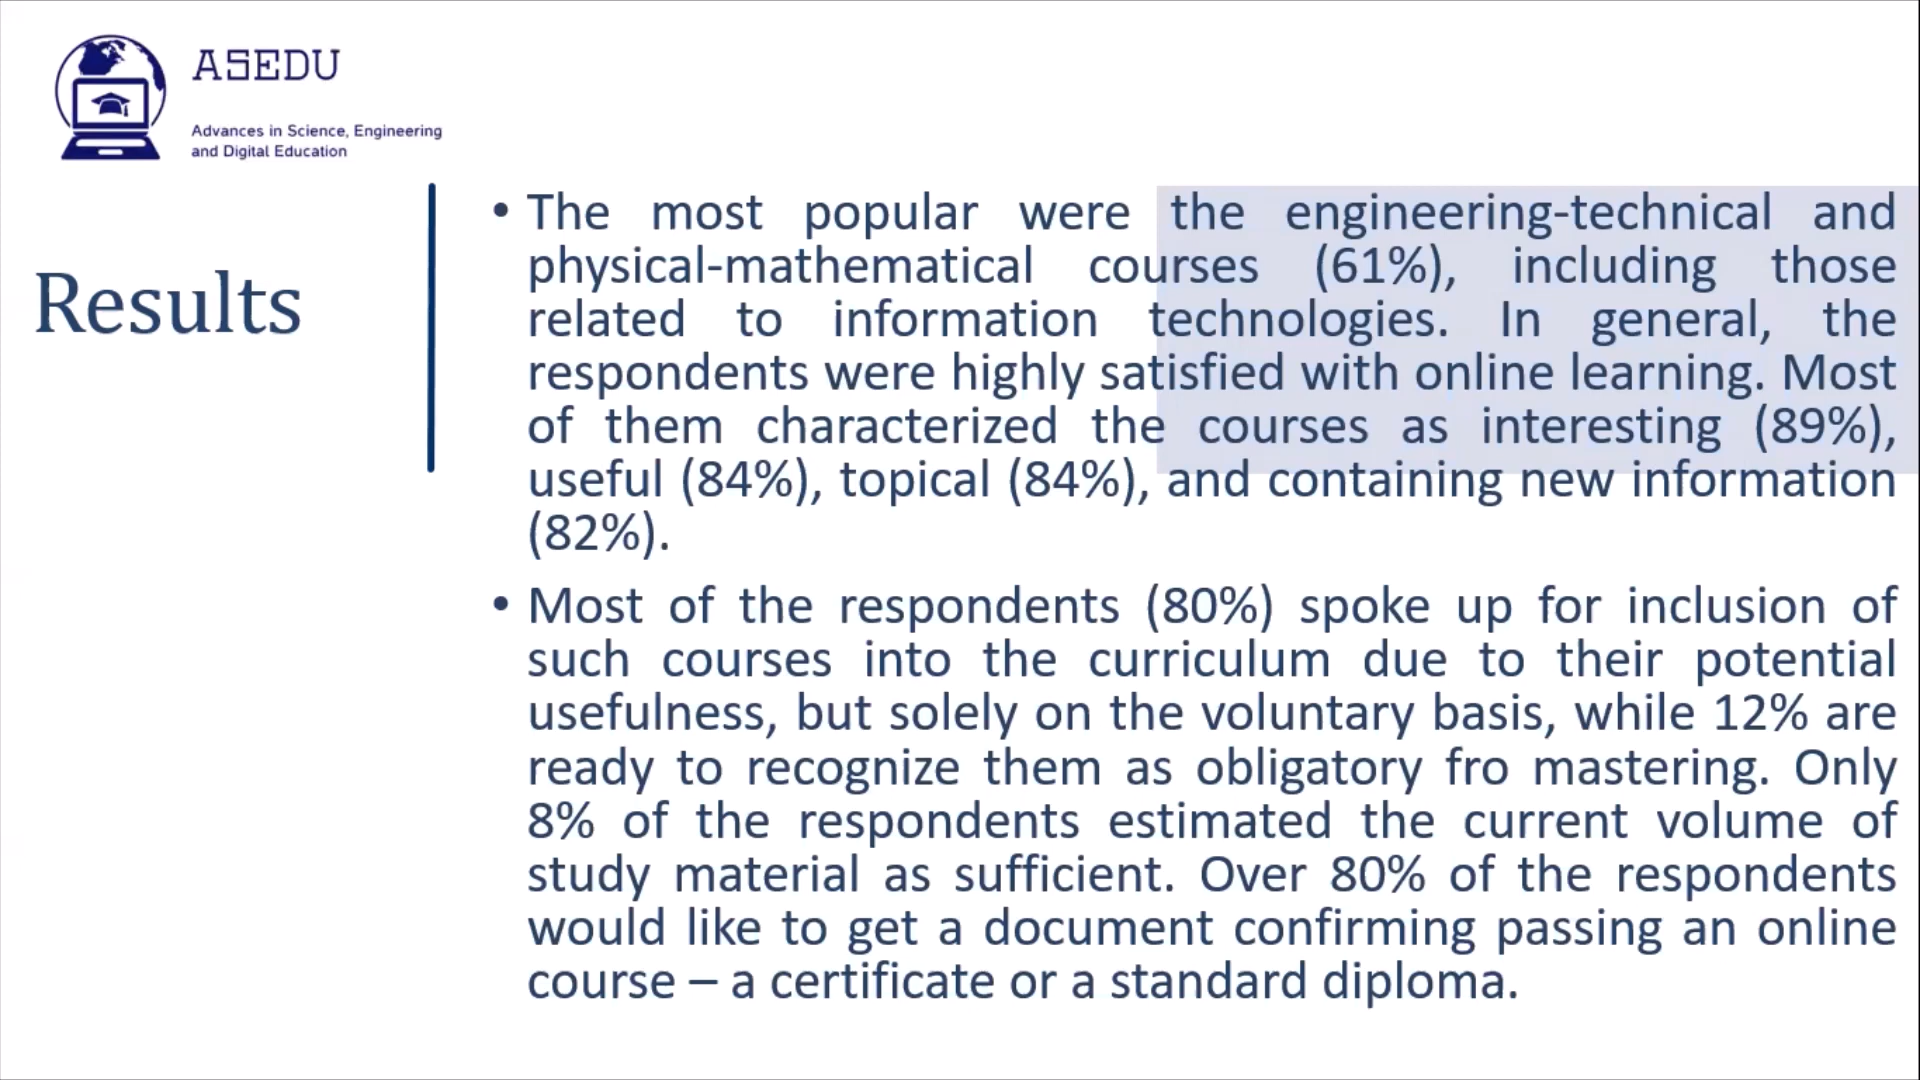 ASEDU
Advances in Science, Engineering
and Digital Education
Results
• The most popular were the engineering-technical and
physical-mathematical courses (61%), including those
related to information technologies. In general, the
respondents were highly satisfied with online learning. Most
of them characterized the courses as interesting (89%),
useful (84%), topical (84%), and containing new information
(82%).
• Most of the respondents (80%) spoke up for inclusion of
such courses into the curriculum due to their potential
usefulness, but solely on the voluntary basis, while 12% are
ready to recognize them as obligatory fro mastering. Only
8% of the respondents estimated the current volume of
study material as sufficient. Over 80% of the respondents
would like to get a document confirming passing an online
course – a certificate or a standard diploma.